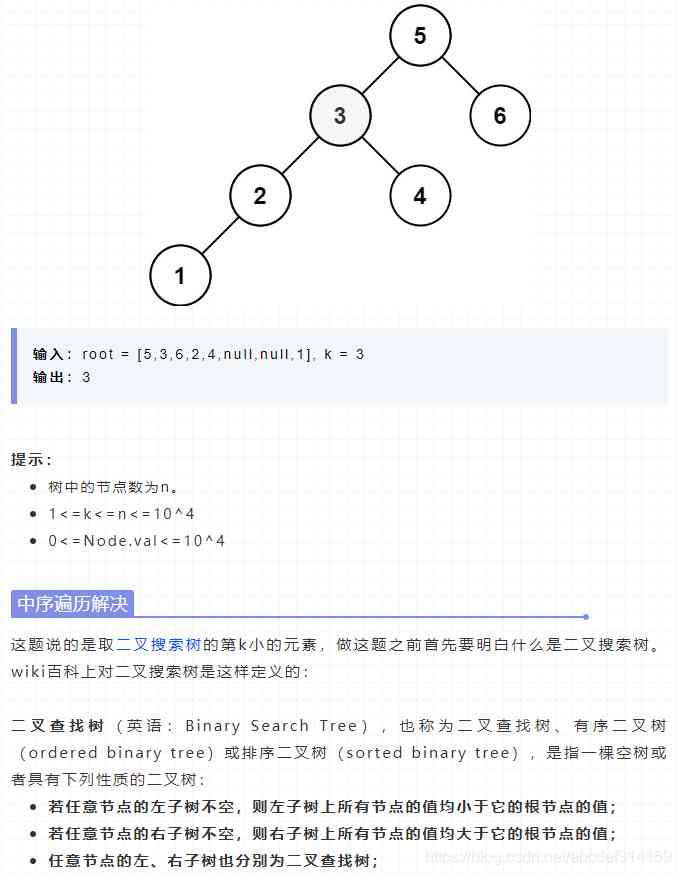 5
3
6
2
4
1
输入：root = [5,3,6,2,4,null,null,1], k = 3
输出：3
提示：
树中的节点数为n。
1<=k<=n<=10^4
0<=Node.val<=10^4
中序遍历解决
这题说的是取二叉搜索树的第k小的元素，做这题之前首先要明白什么是二叉搜索树。
wiki百科上对二叉搜索树是这样定义的：
二叉查找树（英语：Binary Search Tree），也称为二叉查找树、有序二叉树
（ordered binary tree）或排序二叉树（sorted binary tree），是指一棵空树或
者具有下列性质的二叉树：
若任意节点的左子树不空，则左子树上所有节点的值均小于它的根节点的值；
若任意节点的右子树不空，则右子树上所有节点的值均大于它的根节点的值；
任意节点的左、右子树也分别为二叉查找树；
https://blog.csdn.net/abcdef314159